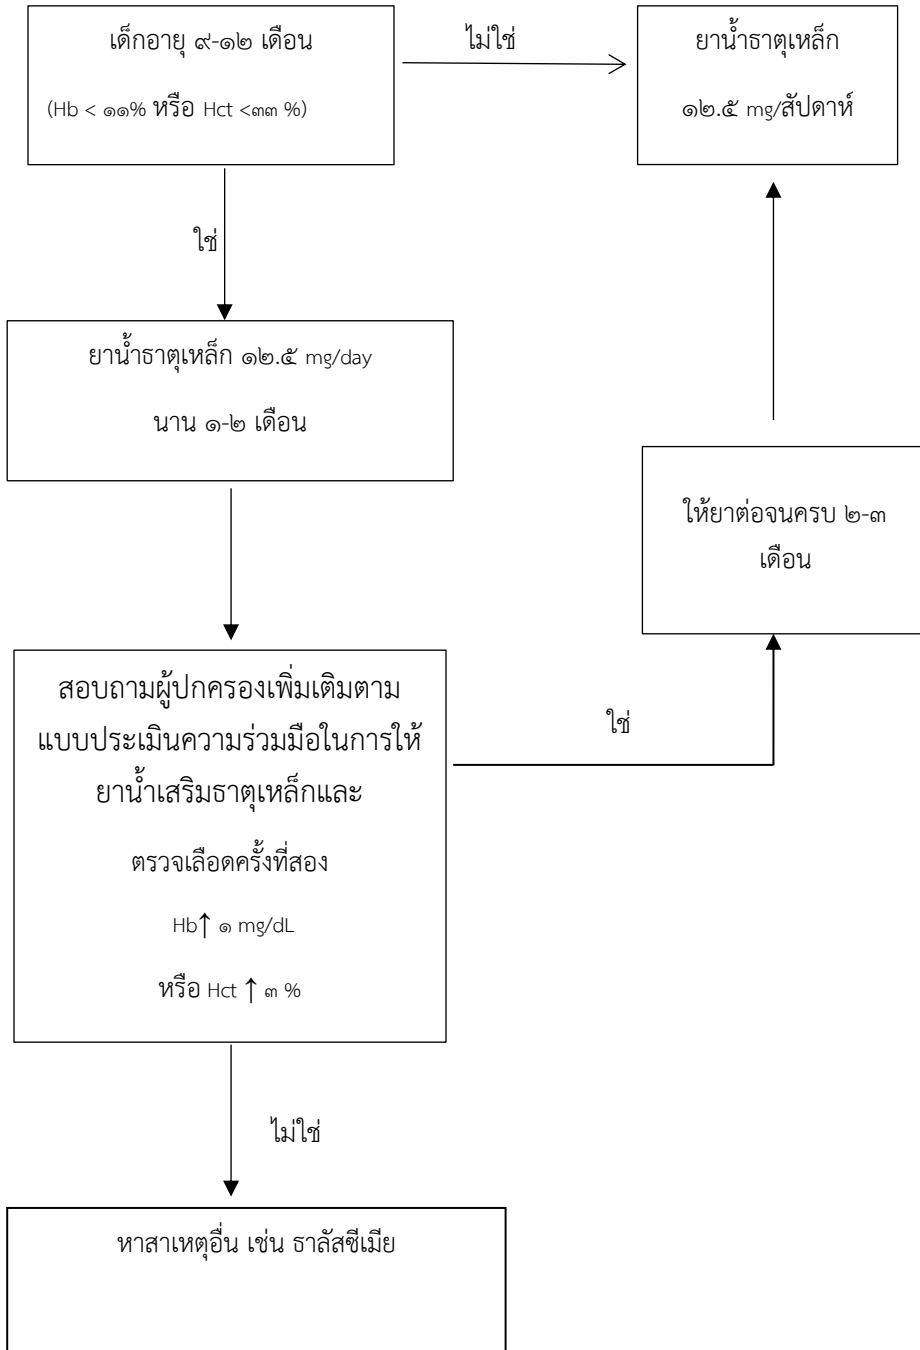 เด็กอายุ ๙-๑๒ เดือน
(Hb < ๑๑% หรือ Hct <๓๓ %)
ไม่ใช่
ยาน้ำธาตุเหล็ก
๑๒.๕ mg/สัปดาห์
ใช่
ยาน้ำธาตุเหล็ก ๑๒.๕ mg/day
นาน ๑-๒ เดือน
ให้ยาต่อจนครบ ๒-๓
เดือน
สอบถามผู้ปกครองเพิ่มเติมตาม
แบบประเมินความร่วมมือในการให้
ยาน้ำเสริมธาตุเหล็กและ
ตรวจเลือดครั้งที่สอง
Hb↑ ๑ mg/dL
หรือ Hct ↑ ๓ %
ใช่
ไม่ใช่
หาสาเหตุอื่น เช่น ธาลัสซีเมีย